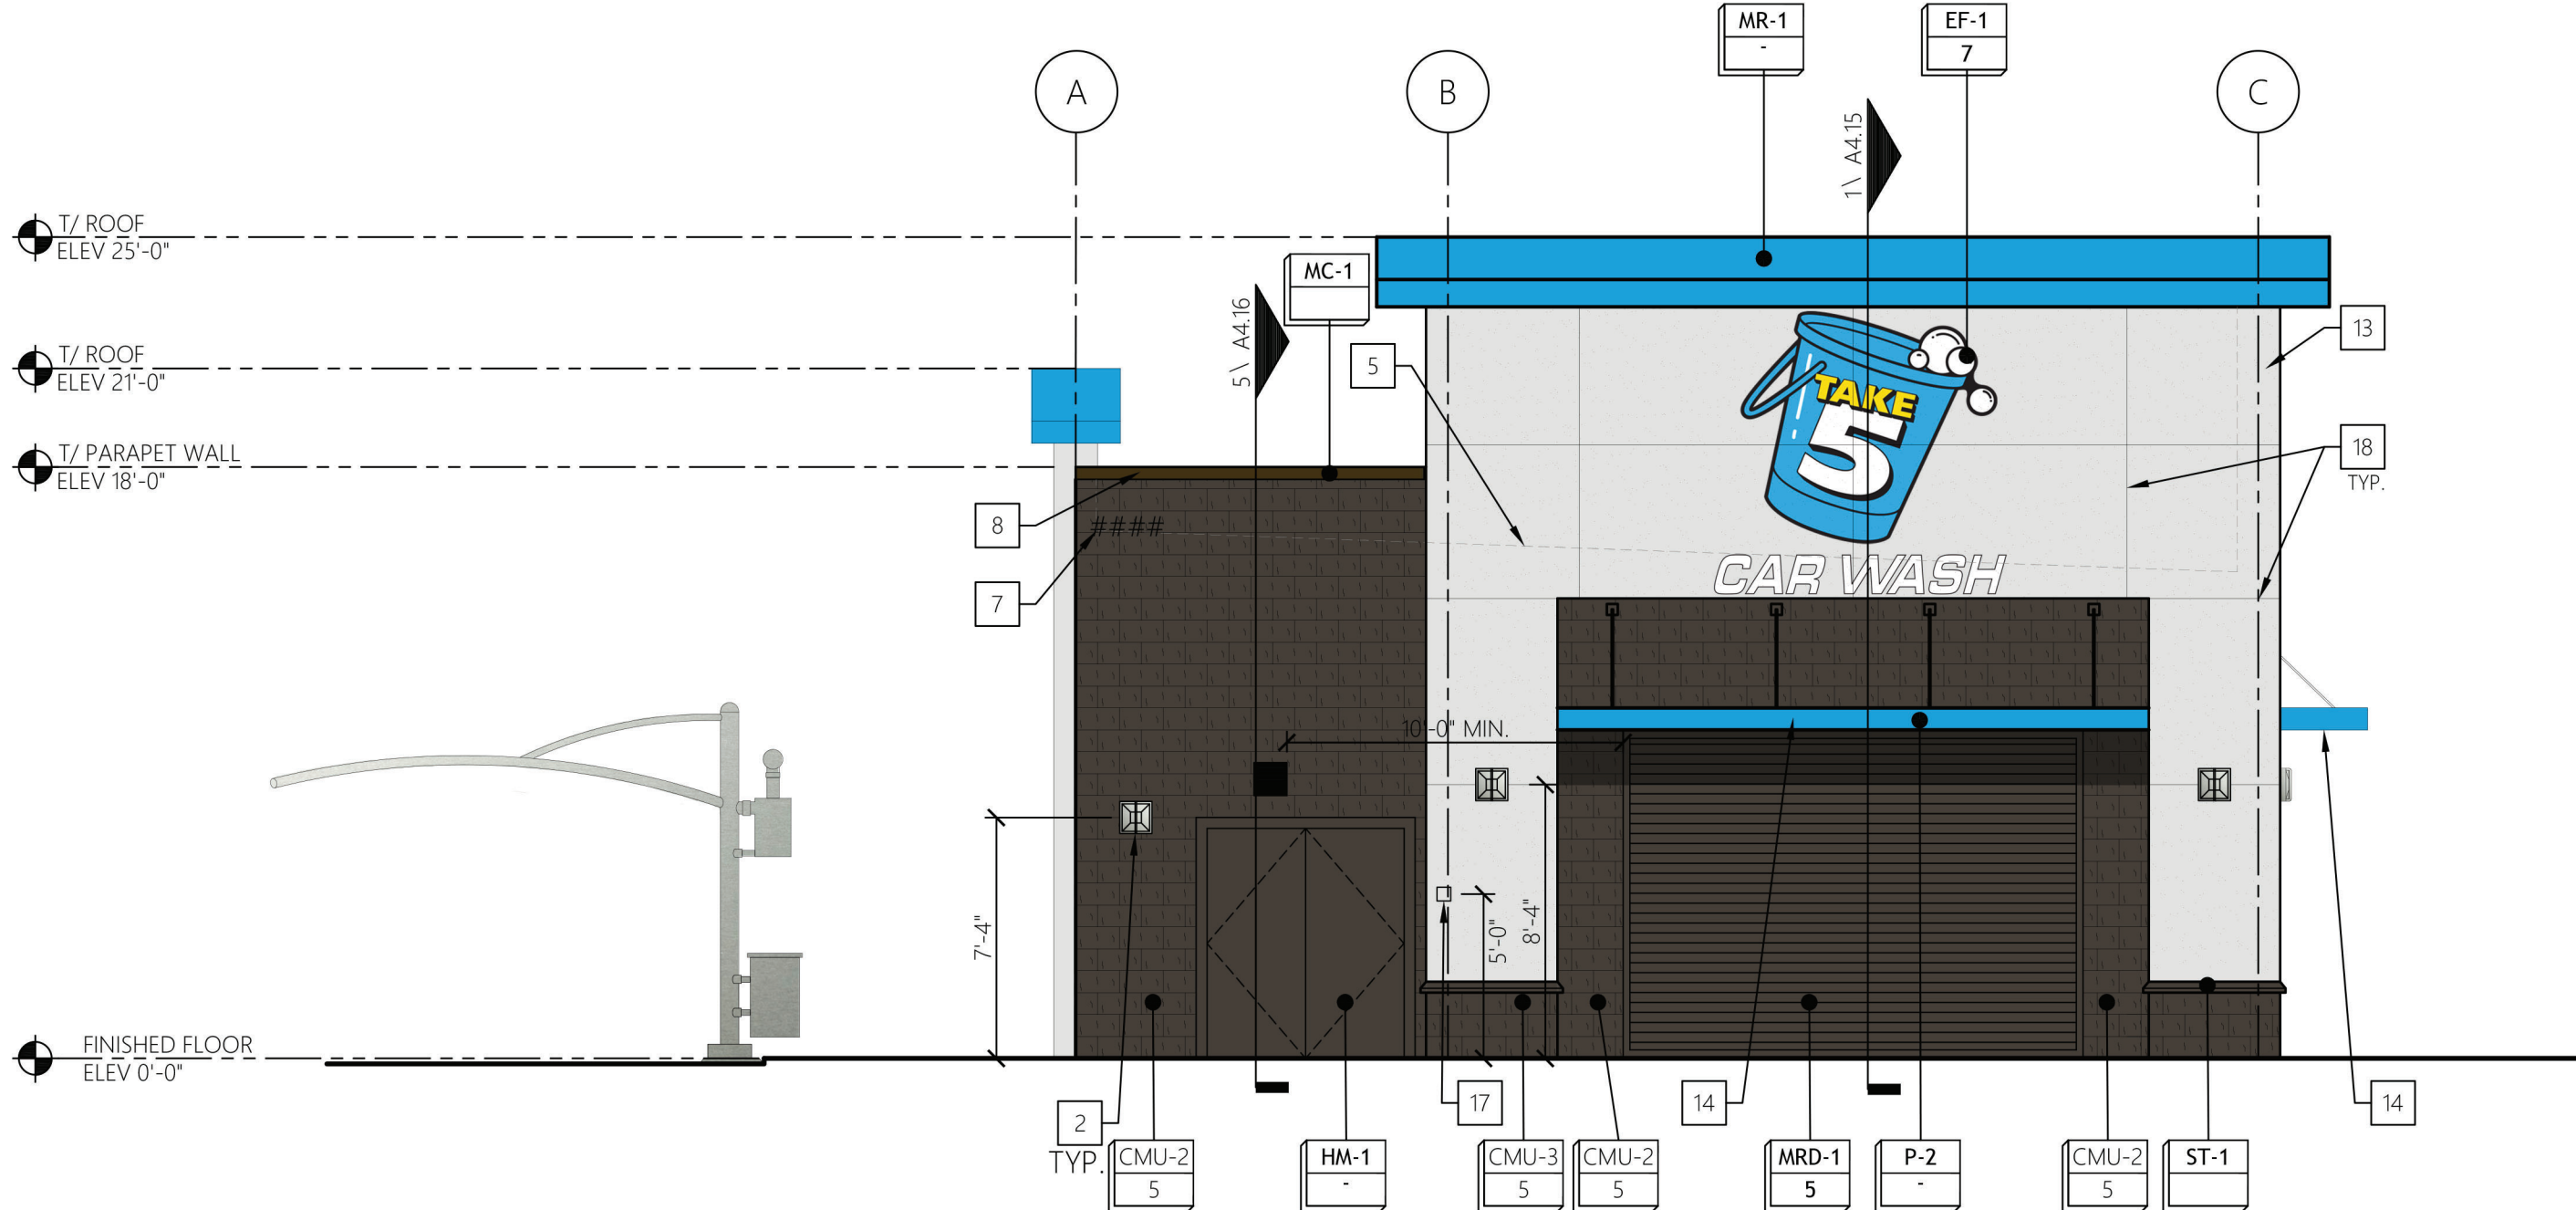 MR-1
-
EF-1
7
A
B
C
1\ A4.15
T/ ROOF
ELEV 25'-0"
MC-1
5\ A4.16
13
T/ ROOF
ELEV 21'-0"
5
TAKE
5
T/ PARAPET WALL
ELEV 18'-0"
18
TYP.
8
####
7
CAR WASH
10'-0" MIN.
7'-4"
5'-0"
8'-4"
FINISHED FLOOR
ELEV 0'-0"
2
TYP.
17
14
14
CMU-2
5
HM-1
-
CMU-3
5
CMU-2
5
MRD-1
5
P-2
-
CMU-2
5
ST-1